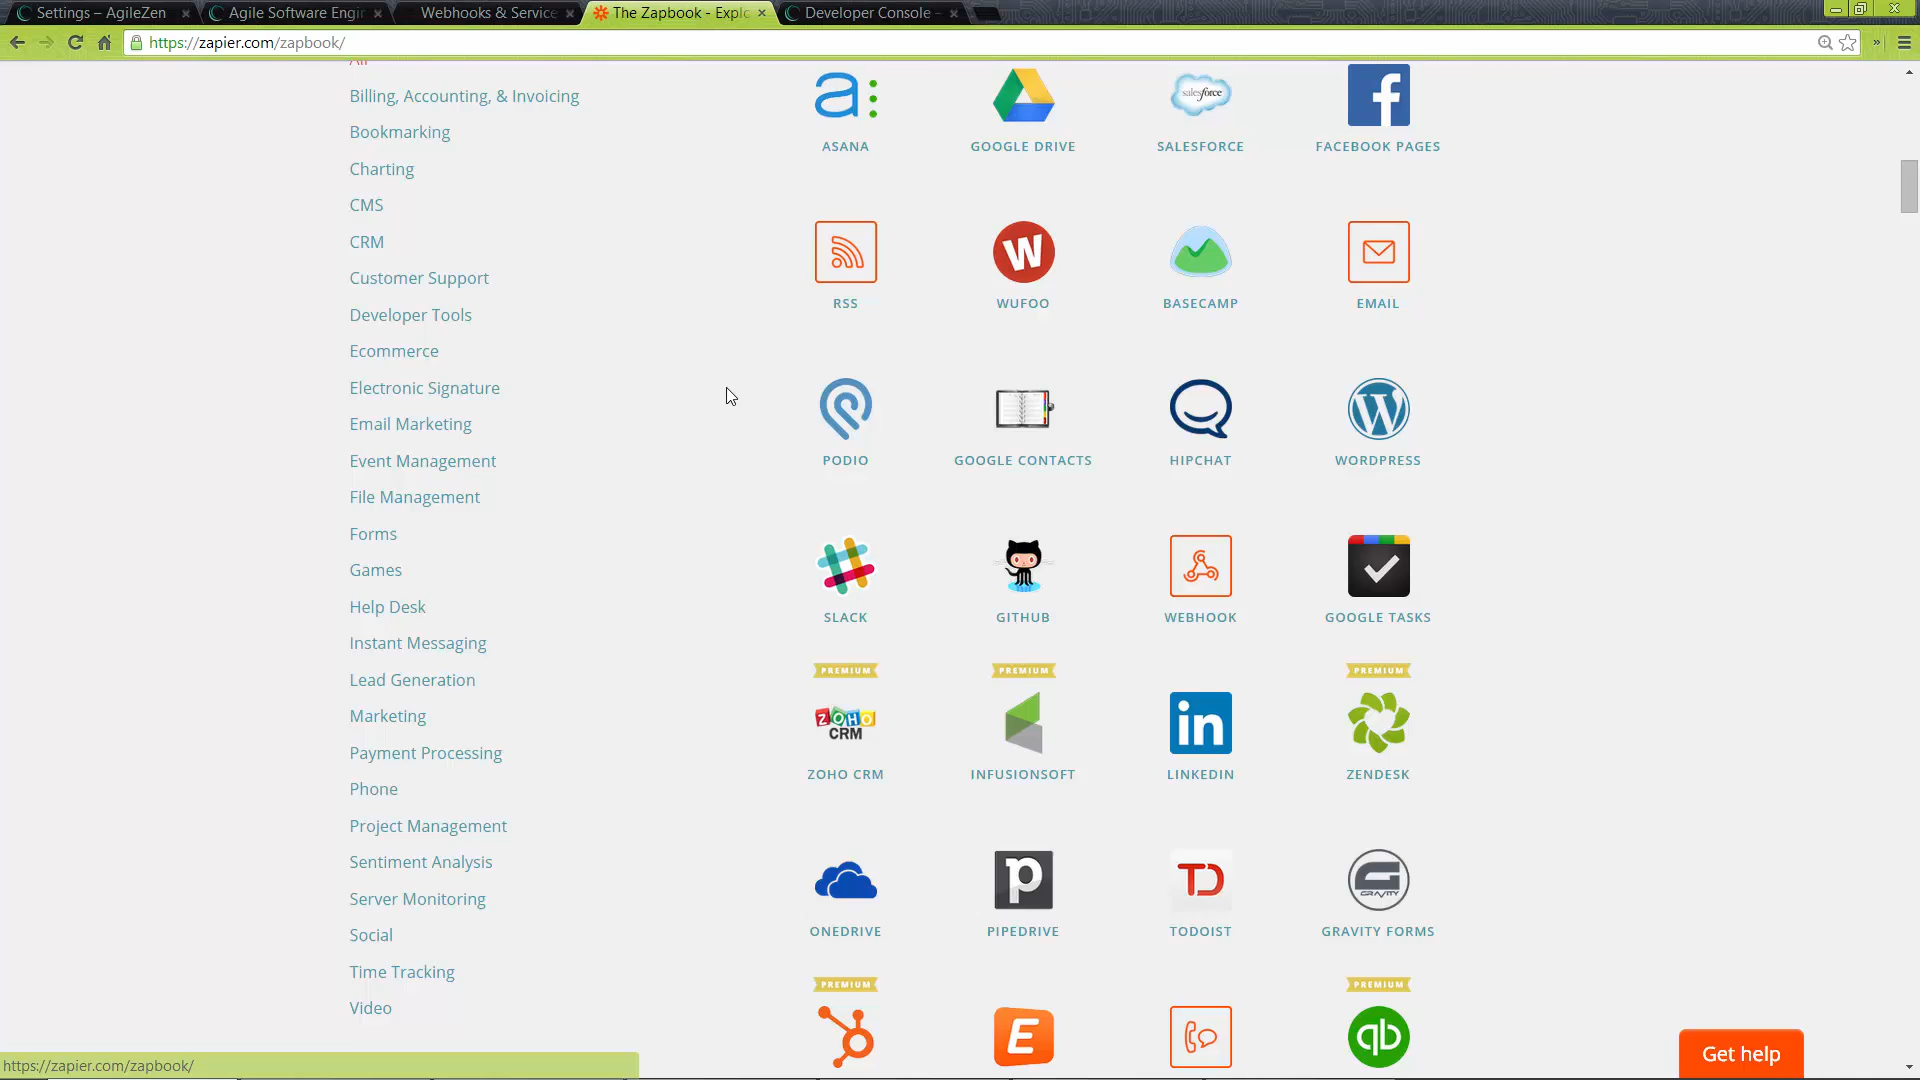 Settings – AgileZen
Agile Software Engin
Webhooks & Service
The Zapbook - Explo
Developer Console –
https://zapier.com/zapbook/
All
Billing, Accounting, & Invoicing
Bookmarking
Charting
CMS
CRM
Customer Support
Developer Tools
Ecommerce
Electronic Signature
Email Marketing
Event Management
File Management
Forms
Games
Help Desk
Instant Messaging
Lead Generation
Marketing
Payment Processing
Phone
Project Management
Sentiment Analysis
Server Monitoring
Social
Time Tracking
Video
salesforce
ASANA GOOGLE DRIVE SALESFORCE FACEBOOK PAGES
RSS WUFOO BASECAMP EMAIL
PODIO GOOGLE CONTACTS HIPCHAT WORDPRESS
SLACK GITHUB WEBHOOK GOOGLE TASKS
PREMIUM PREMIUM PREMIUM
ZOHO
CRM
in
ZOHO CRM INFUSIONSOFT LINKEDIN ZENDESK
GRAVITY
ONEDRIVE PIPEDRIVE TODOIST GRAVITY FORMS
PREMIUM PREMIUM
E
qb
Get help
https://zapier.com/zapbook/